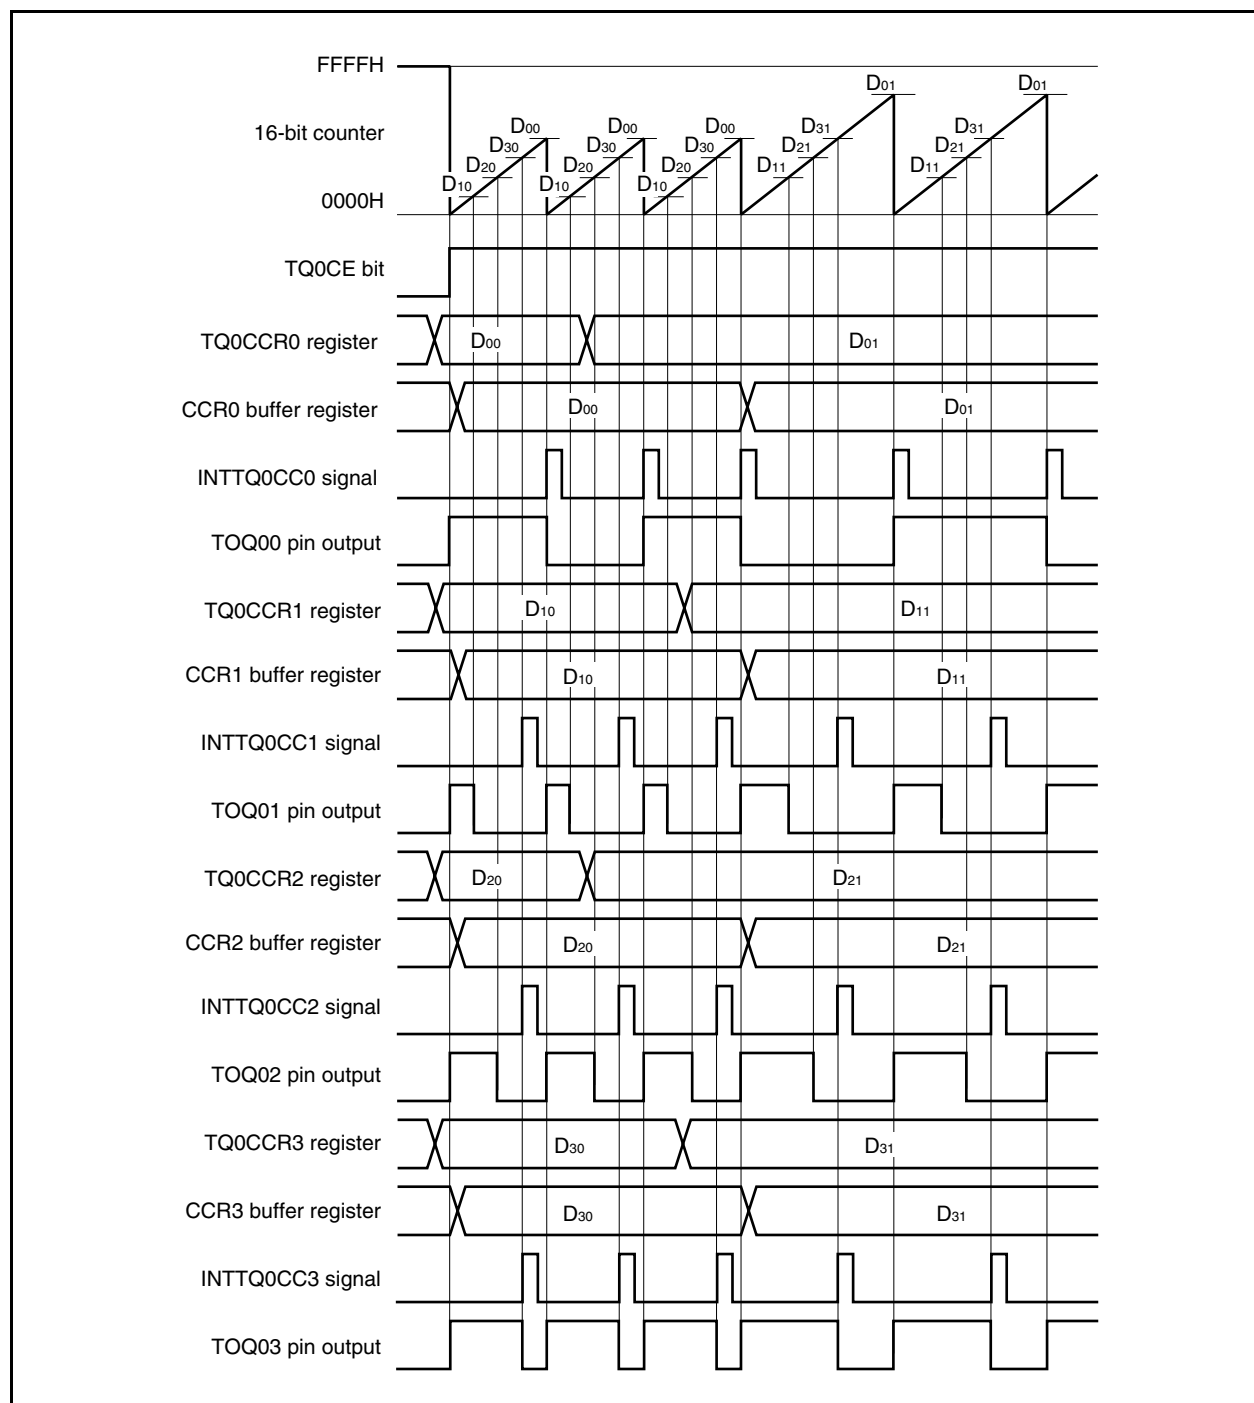 FFFFH
D01 D01
16-bit counter D00 D00 D00 D31 D31
D30 D30 D30 D21 D21
D20 D20 D20 D11 D11
D10 D10 D10
0000H
TQ0CE bit
TQ0CCR0 register D00 D01
CCR0 buffer register D00 D01
INTTQ0CC0 signal
TOQ00 pin output
TQ0CCR1 register D10 D11
CCR1 buffer register D10 D11
INTTQ0CC1 signal
TOQ01 pin output
TQ0CCR2 register D20 D21
CCR2 buffer register D20 D21
INTTQ0CC2 signal
TOQ02 pin output
TQ0CCR3 register D30 D31
CCR3 buffer register D30 D31
INTTQ0CC3 signal
TOQ03 pin output